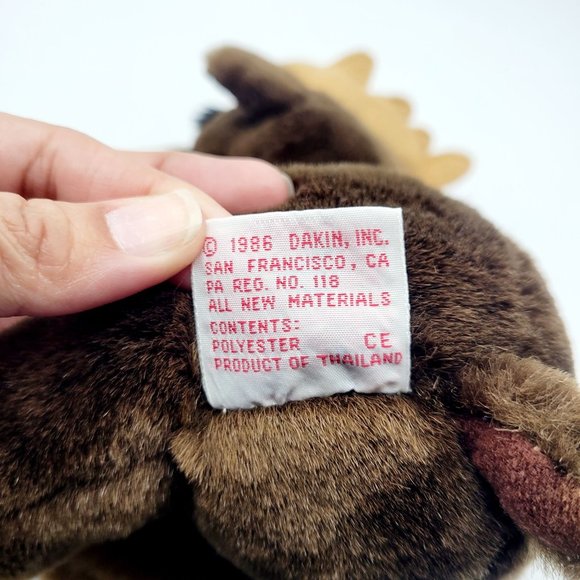 © 1986 DAKIN, INC.
SAN FRANCISCO, CA
PA REG. NO. 118
ALL NEW MATERIALS
CONTENTS:
POLYESTER CE
PRODUCT OF THAILAND